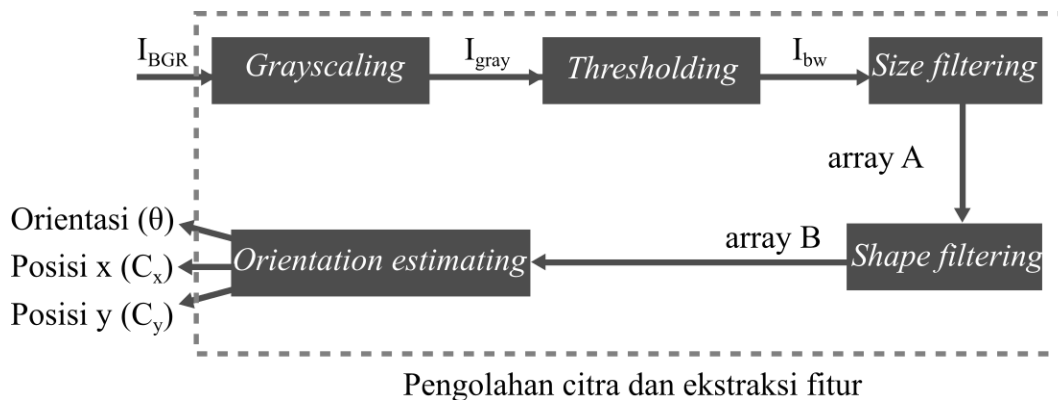 I_BGR
Grayscaling
I_gray
Thresholding
I_bw
Size filtering
array A
Shape filtering
array B
Orientation estimating
Orientasi (θ)
Posisi x (C_x)
Posisi y (C_y)
Pengolahan citra dan ekstraksi fitur